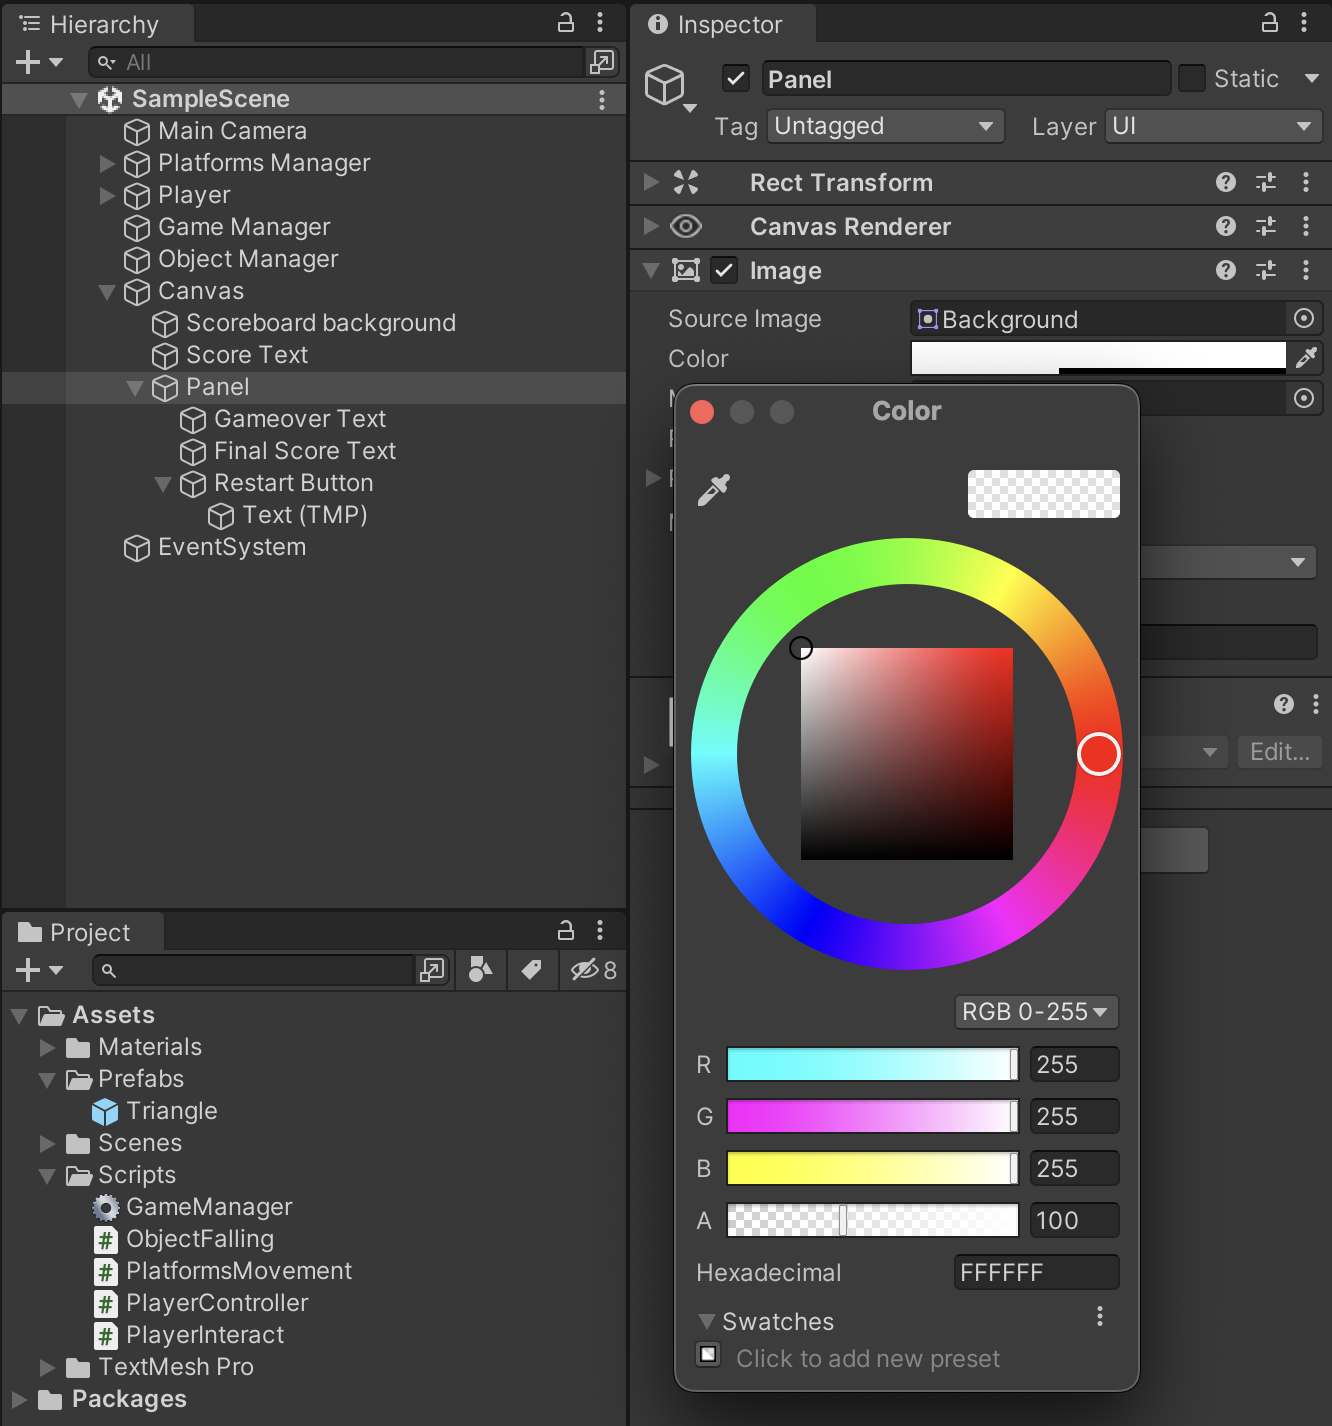 Hierarchy
All
SampleScene
Main Camera
Platforms Manager
Player
Game Manager
Object Manager
Canvas
Scoreboard background
Score Text
Panel
Gameover Text
Final Score Text
Restart Button
Text (TMP)
EventSystem
Project
8
Assets
Materials
Prefabs
Triangle
Scenes
Scripts
GameManager
ObjectFalling
PlatformsMovement
PlayerController
PlayerInteract
TextMesh Pro
Packages
Inspector
Panel Static
Tag Untagged Layer UI
Rect Transform
Canvas Renderer
Image
Source Image Background
Color
Edit...
Color
RGB 0-255
R 255
G 255
B 255
A 100
Hexadecimal FFFFFF
Swatches
Click to add new preset